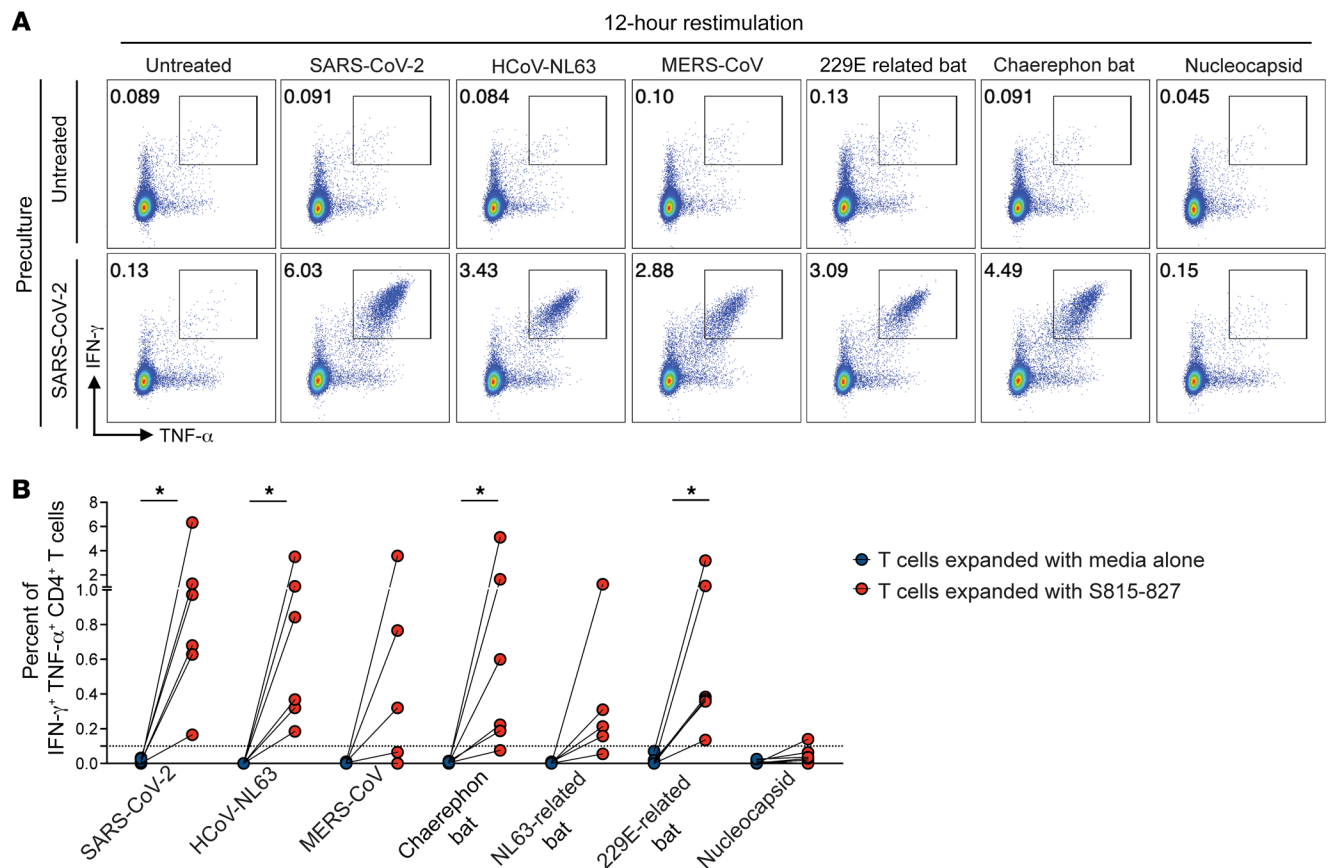 A
12-hour restimulation
Untreated SARS-CoV-2 HCoV-NL63 MERS-CoV 229E related bat Chaerephon bat Nucleocapsid
Preculture
Untreated
0.089 0.091 0.084 0.10 0.13 0.091 0.045
SARS-CoV-2
0.13 6.03 3.43 2.88 3.09 4.49 0.15
IFN-γ
TNF-α
B
* * * *
Percent of
IFN-γ+ TNF-α+ CD4+ T cells
8
6
4
2
1.0
0.8
0.6
0.4
0.2
0.0
SARS-CoV-2
HCoV-NL63
MERS-CoV
Chaerephon
bat
NL63-related
bat
229E-related
bat
Nucleocapsid
T cells expanded with media alone
T cells expanded with S815-827